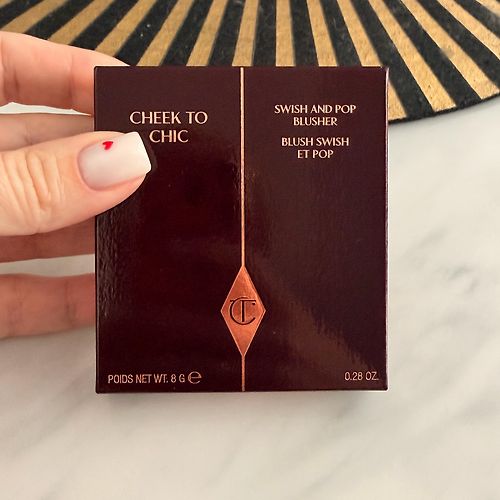 CHEEK TO
CHIC
SWISH AND POP
BLUSHER
BLUSH SWISH
ET POP
CT
POIDS NET WT. 8 G ℮
0.28 OZ.